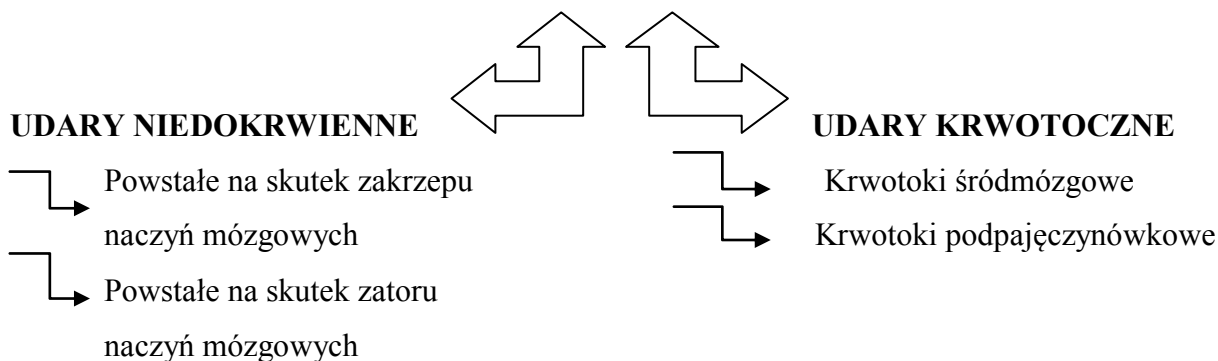 UDARY NIEDOKRWIENNE
Powstałe na skutek zakrzepu
naczyń mózgowych
Powstałe na skutek zatoru
naczyń mózgowych
UDARY KRWOTOCZNE
Krwotoki śródmózgowe
Krwotoki podpajęczynówkowe